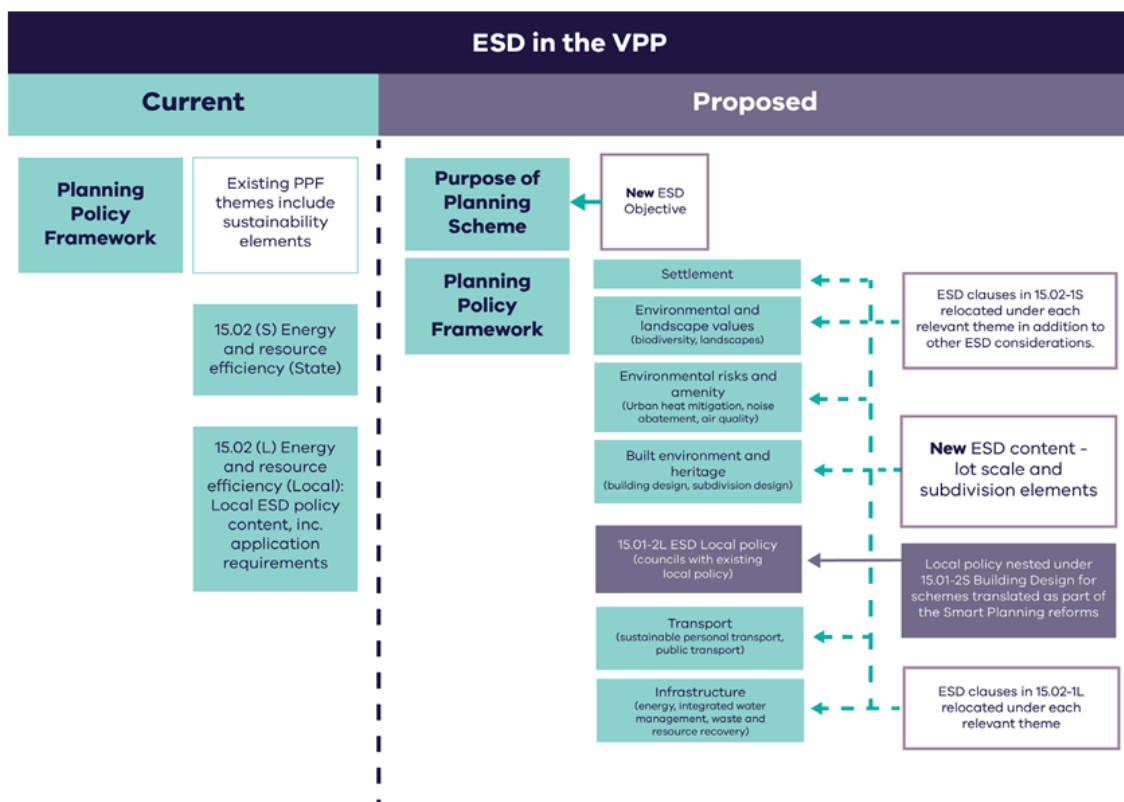 ESD in the VPP
Current
Proposed
Planning
Policy
Framework
Existing PPF
themes include
sustainability
elements
15.02 (S) Energy
and resource
efficiency (State)
15.02 (L) Energy
and resource
efficiency (Local):
Local ESD policy
content, inc.
application
requirements
Purpose of
Planning
Scheme
New ESD
Objective
Planning
Policy
Framework
Settlement
Environmental and
landscape values
(biodiversity, landscapes)
Environmental risks and
amenity
(Urban heat mitigation, noise
abatement, air quality)
Built environment and
heritage
(building design, subdivision design)
15.01-2L ESD Local policy
(councils with existing
local policy)
Transport
(sustainable personal transport,
public transport)
Infrastructure
(energy, integrated water
management, waste and
resource recovery)
ESD clauses in 15.02-1S
relocated under each
relevant theme in addition to
other ESD considerations.
New ESD content -
lot scale and
subdivision elements
Local policy nested under
15.01-2S Building Design for
schemes translated as part of
the Smart Planning reforms
ESD clauses in 15.02-1L
relocated under each
relevant theme